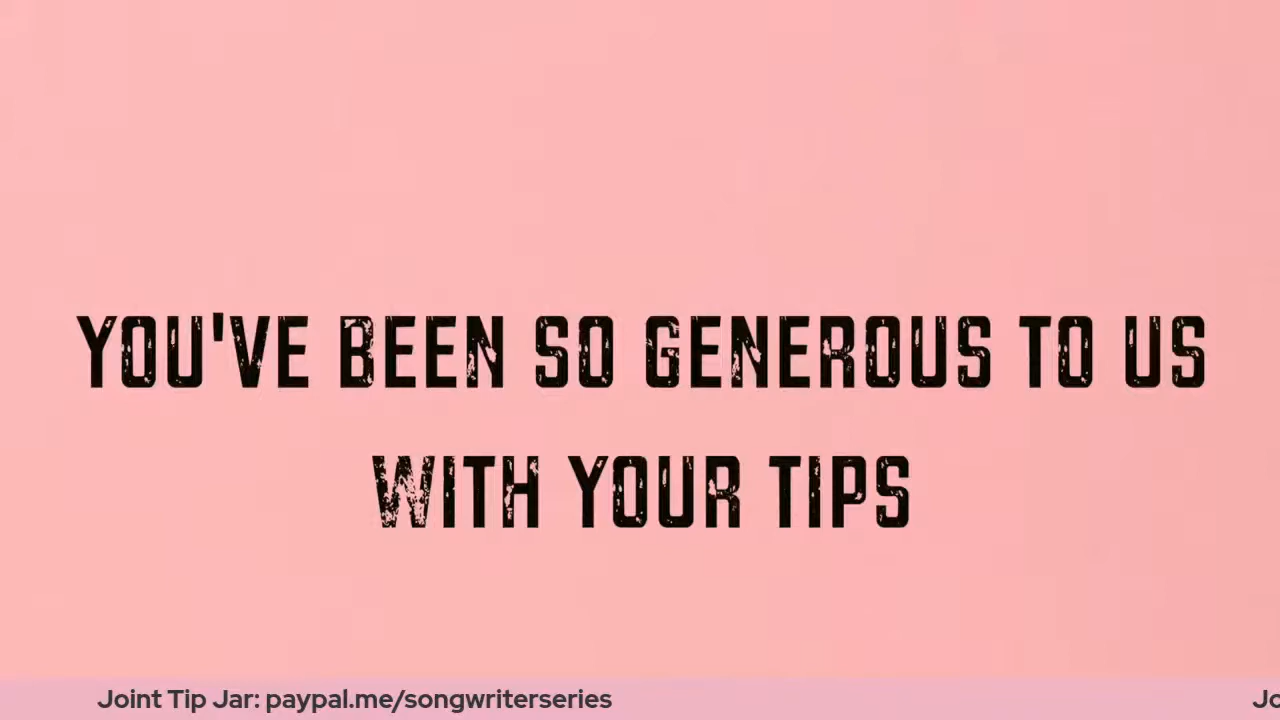 YOU'VE BEEN SO GENEROUS TO US
WITH YOUR TIPS
Joint Tip Jar: paypal.me/songwriterseries